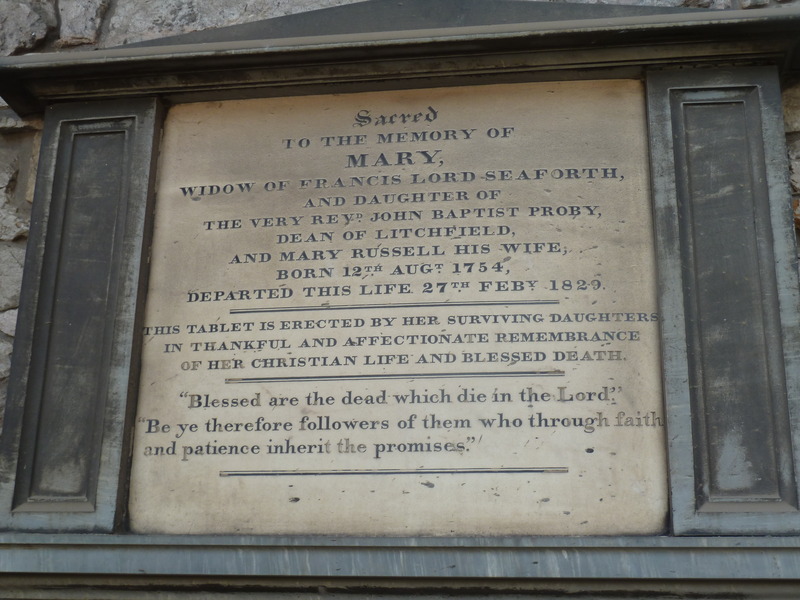 Sacred
TO THE MEMORY OF
MARY,
WIDOW OF FRANCIS LORD SEAFORTH,
AND DAUGHTER OF
THE VERY REVD. JOHN BAPTIST PROBY,
DEAN OF LITCHFIELD,
AND MARY RUSSELL HIS WIFE;
BORN 12TH AUGT 1754,
DEPARTED THIS LIFE 27TH FEBY 1829.
THIS TABLET IS ERECTED BY HER SURVIVING DAUGHTERS
IN THANKFUL AND AFFECTIONATE REMEMBRANCE
OF HER CHRISTIAN LIFE AND BLESSED DEATH.
"Blessed are the dead which die in the Lord."
"Be ye therefore followers of them who through faith
and patience inherit the promises."